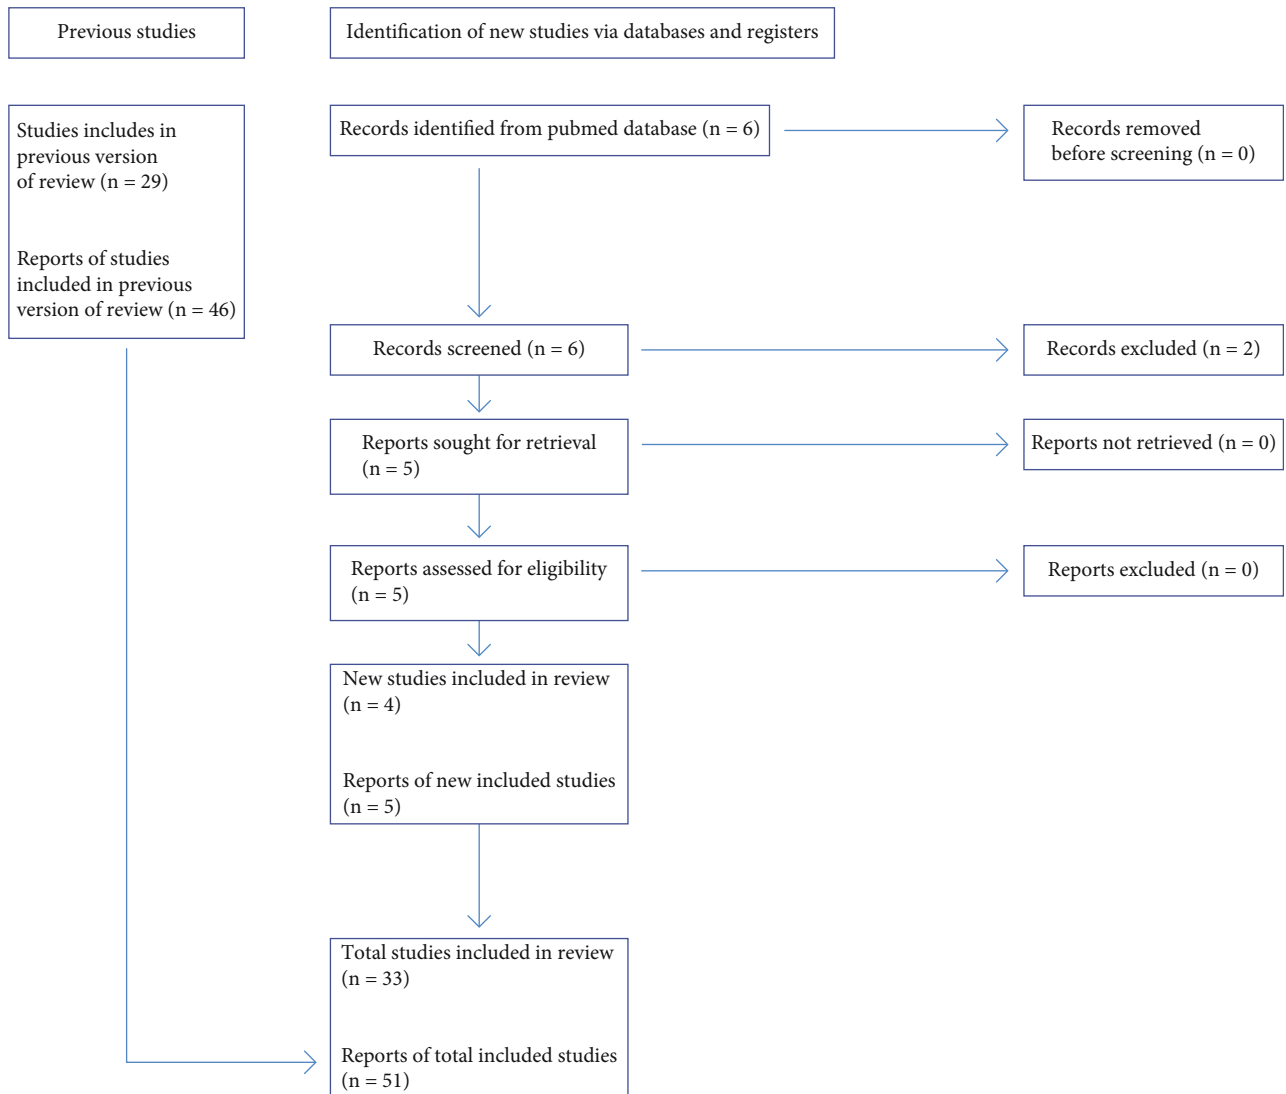 Previous studies
Identification of new studies via databases and registers
Studies includes in
previous version
of review (n = 29)
Reports of studies
included in previous
version of review (n = 46)
Records identified from pubmed database (n = 6)
Records removed
before screening (n = 0)
Records screened (n = 6)
Records excluded (n = 2)
Reports sought for retrieval
(n = 5)
Reports not retrieved (n = 0)
Reports assessed for eligibility
(n = 5)
Reports excluded (n = 0)
New studies included in review
(n = 4)
Reports of new included studies
(n = 5)
Total studies included in review
(n = 33)
Reports of total included studies
(n = 51)